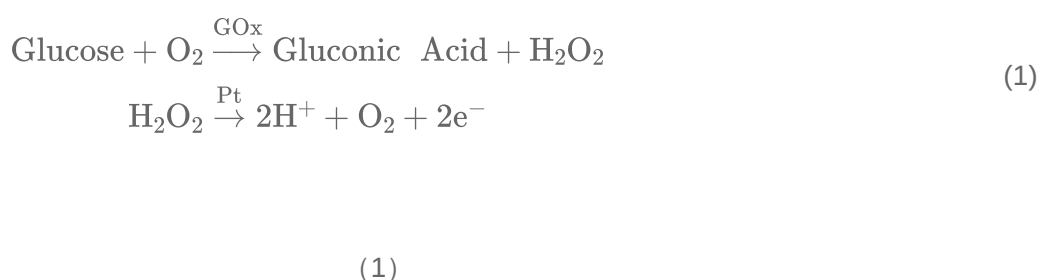 Glucose + O₂ —GOx→ Gluconic Acid + H₂O₂
(1)
H₂O₂ —Pt→ 2H⁺ + O₂ + 2e⁻
(1)